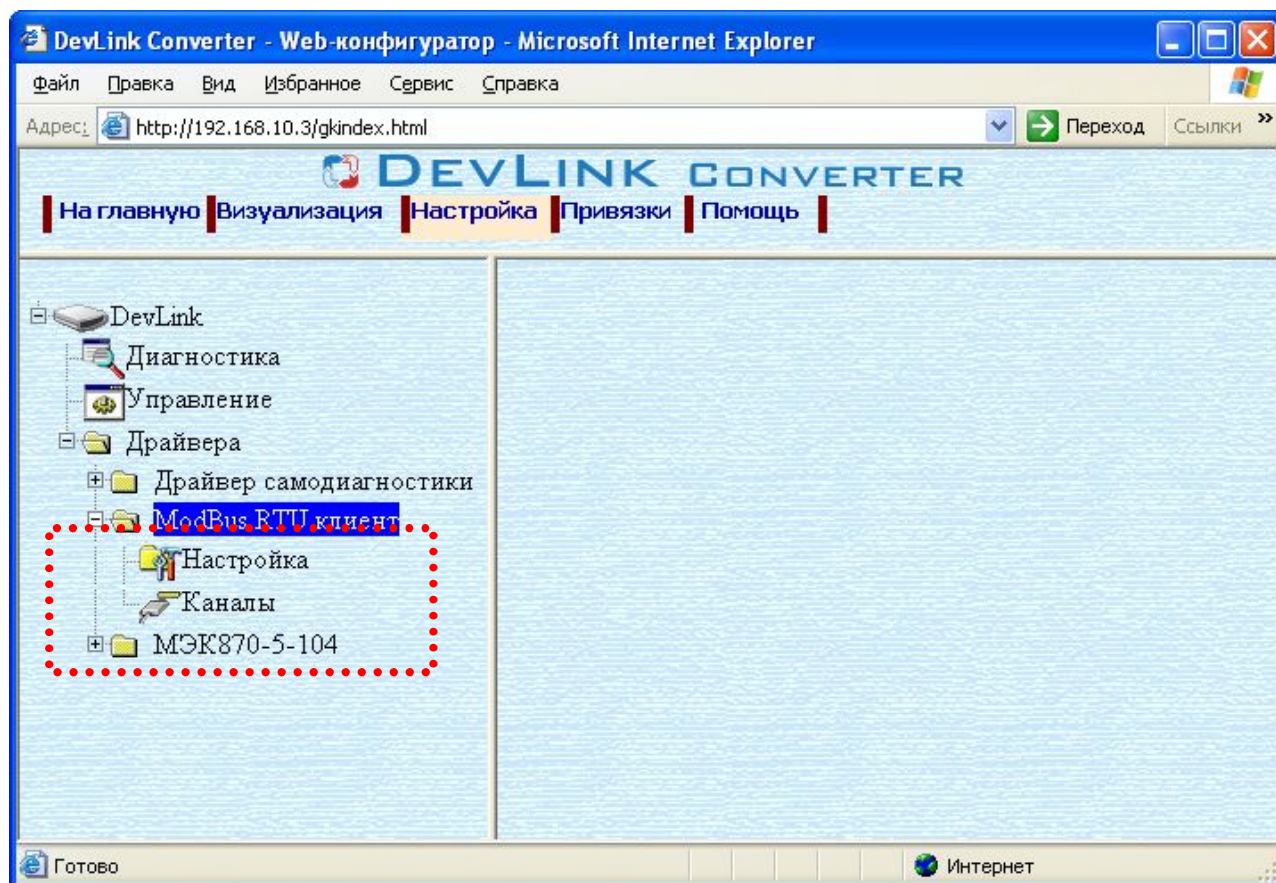 DevLink Converter - Web-конфигуратор - Microsoft Internet Explorer
Файл Правка Вид Избранное Сервис Справка
Адрес: http://192.168.10.3/gkindex.html Переход Ссылки »
DEVLINK CONVERTER
На главную Визуализация Настройка Привязки Помощь
DevLink
Диагностика
Управление
Драйвера
Драйвер самодиагностики
ModBus RTU клиент
Настройка
Каналы
МЭК870-5-104
Готово Интернет